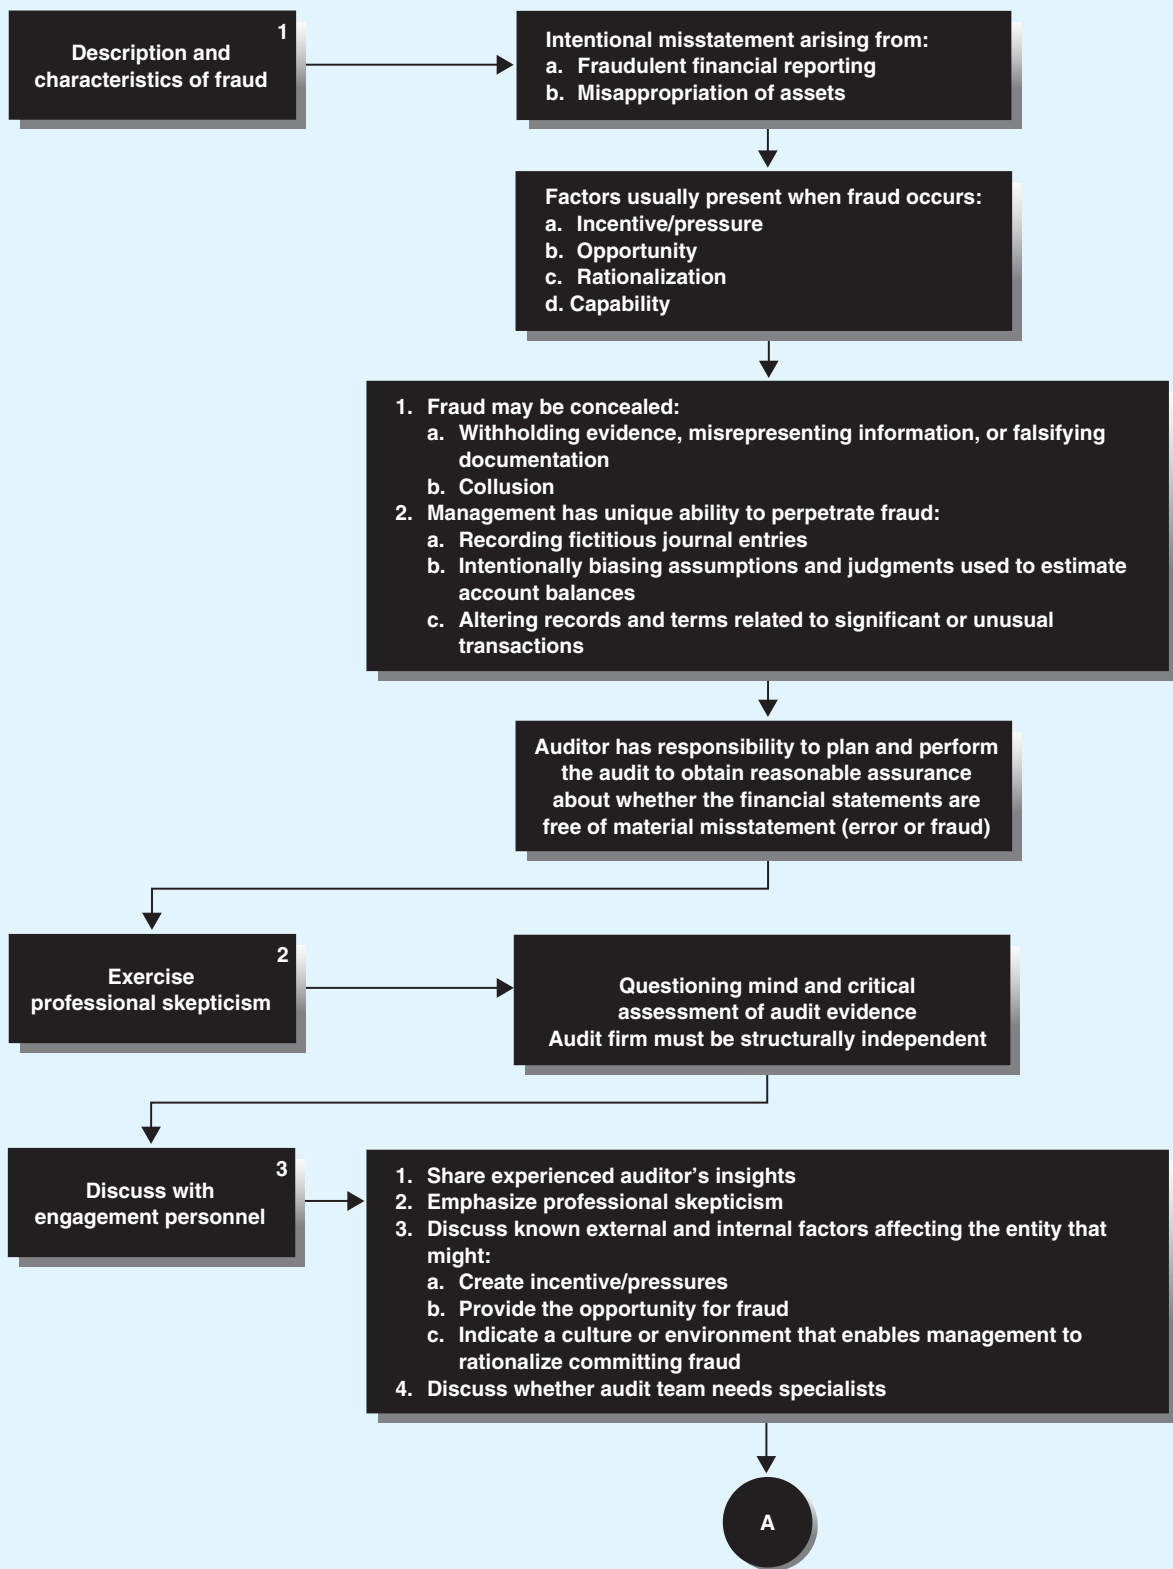 1
Description and
characteristics of fraud
Intentional misstatement arising from:
a. Fraudulent financial reporting
b. Misappropriation of assets
Factors usually present when fraud occurs:
a. Incentive/pressure
b. Opportunity
c. Rationalization
d. Capability
1. Fraud may be concealed:
a. Withholding evidence, misrepresenting information, or falsifying
documentation
b. Collusion
2. Management has unique ability to perpetrate fraud:
a. Recording fictitious journal entries
b. Intentionally biasing assumptions and judgments used to estimate
account balances
c. Altering records and terms related to significant or unusual
transactions
Auditor has responsibility to plan and perform
the audit to obtain reasonable assurance
about whether the financial statements are
free of material misstatement (error or fraud)
2
Exercise
professional skepticism
Questioning mind and critical
assessment of audit evidence
Audit firm must be structurally independent
3
Discuss with
engagement personnel
1. Share experienced auditor's insights
2. Emphasize professional skepticism
3. Discuss known external and internal factors affecting the entity that
might:
a. Create incentive/pressures
b. Provide the opportunity for fraud
c. Indicate a culture or environment that enables management to
rationalize committing fraud
4. Discuss whether audit team needs specialists
A